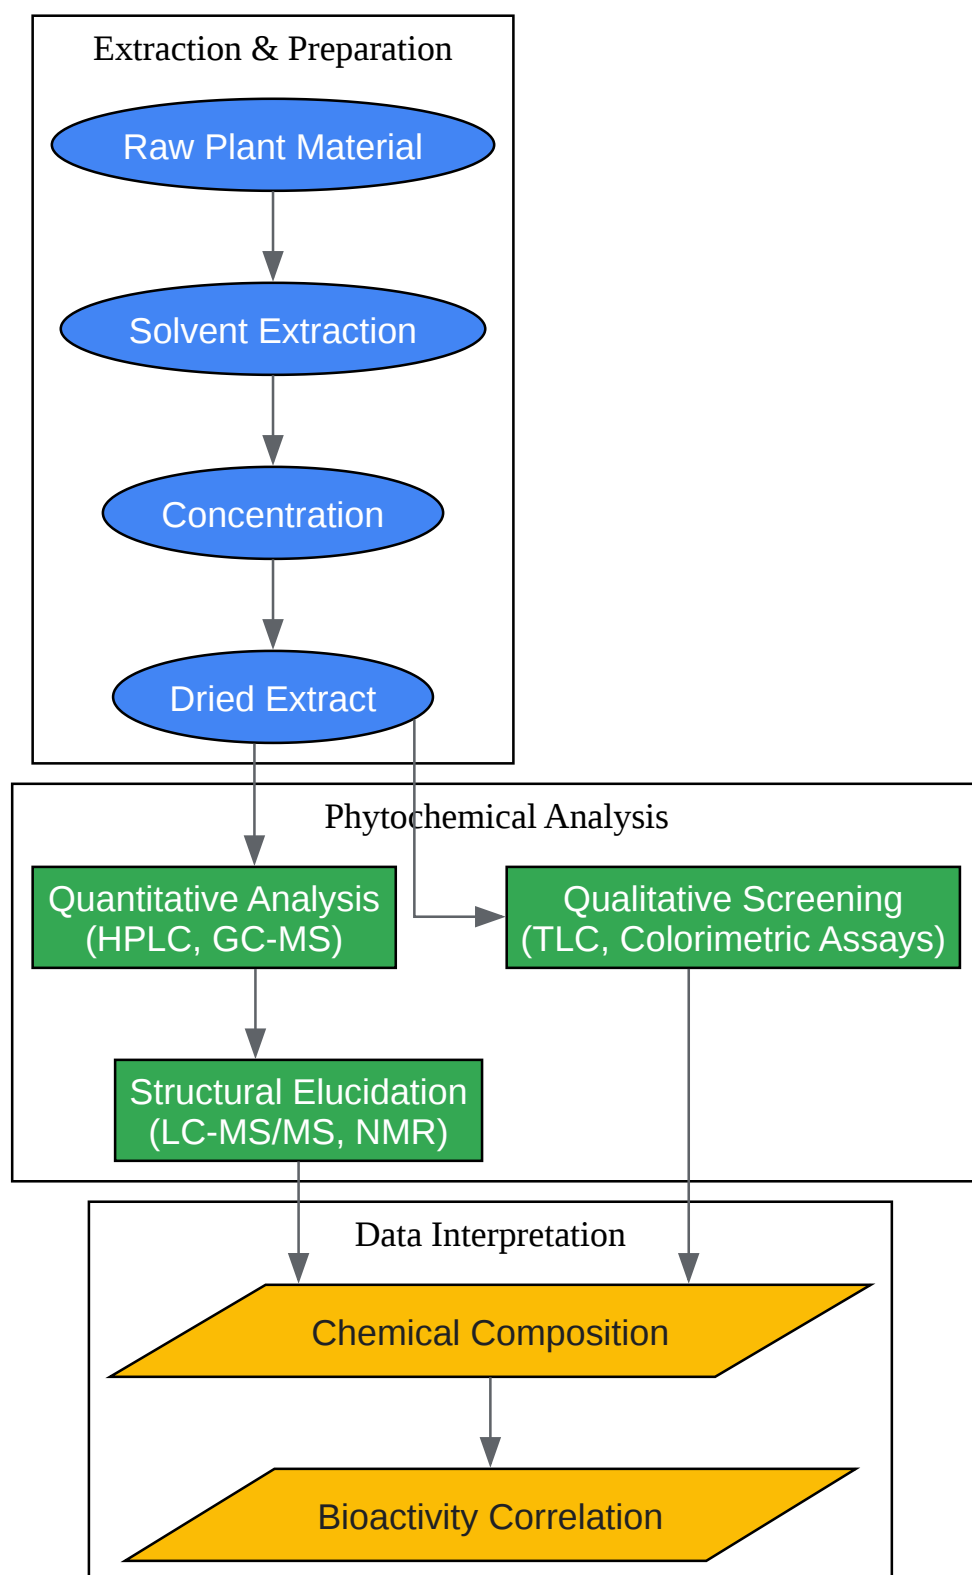 Extraction & Preparation
Raw Plant Material
Solvent Extraction
Concentration
Dried Extract
Phytochemical Analysis
Quantitative Analysis
(HPLC, GC-MS)
Qualitative Screening
(TLC, Colorimetric Assays)
Structural Elucidation
(LC-MS/MS, NMR)
Data Interpretation
Chemical Composition
Bioactivity Correlation